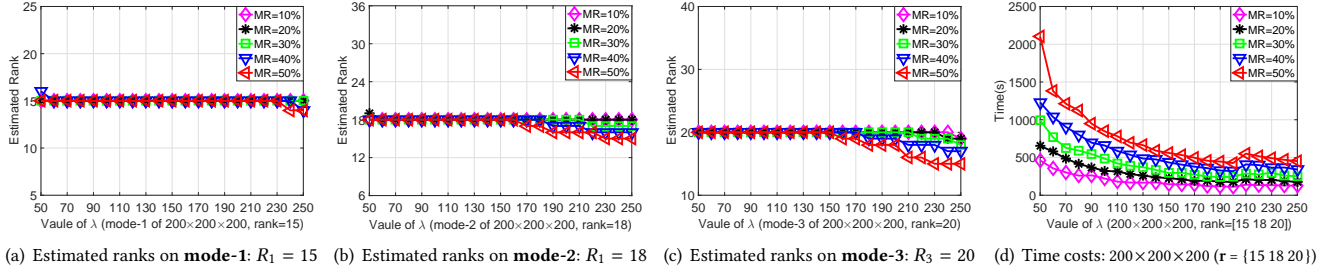 25
20
15
10
5
Estimated Rank
MR=10%
MR=20%
MR=30%
MR=40%
MR=50%
50 70 90 110 130 150 170 190 210 230 250
Vaule of λ (mode-1 of 200×200×200, rank=15)
(a) Estimated ranks on mode-1: R₁ = 15
36
30
24
18
12
6
Estimated Rank
MR=10%
MR=20%
MR=30%
MR=40%
MR=50%
50 70 90 110 130 150 170 190 210 230 250
Vaule of λ (mode-2 of 200×200×200, rank=18)
(b) Estimated ranks on mode-2: R₁ = 18
40
30
20
10
Estimated Rank
MR=10%
MR=20%
MR=30%
MR=40%
MR=50%
50 70 90 110 130 150 170 190 210 230 250
Vaule of λ (mode-3 of 200×200×200, rank=20)
(c) Estimated ranks on mode-3: R₃ = 20
2500
2000
1500
1000
500
0
Time(s)
MR=10%
MR=20%
MR=30%
MR=40%
MR=50%
50 70 90 110 130 150 170 190 210 230 250
Vaule of λ (200×200×200, rank=[15 18 20])
(d) Time costs: 200×200×200 (r = {15 18 20})